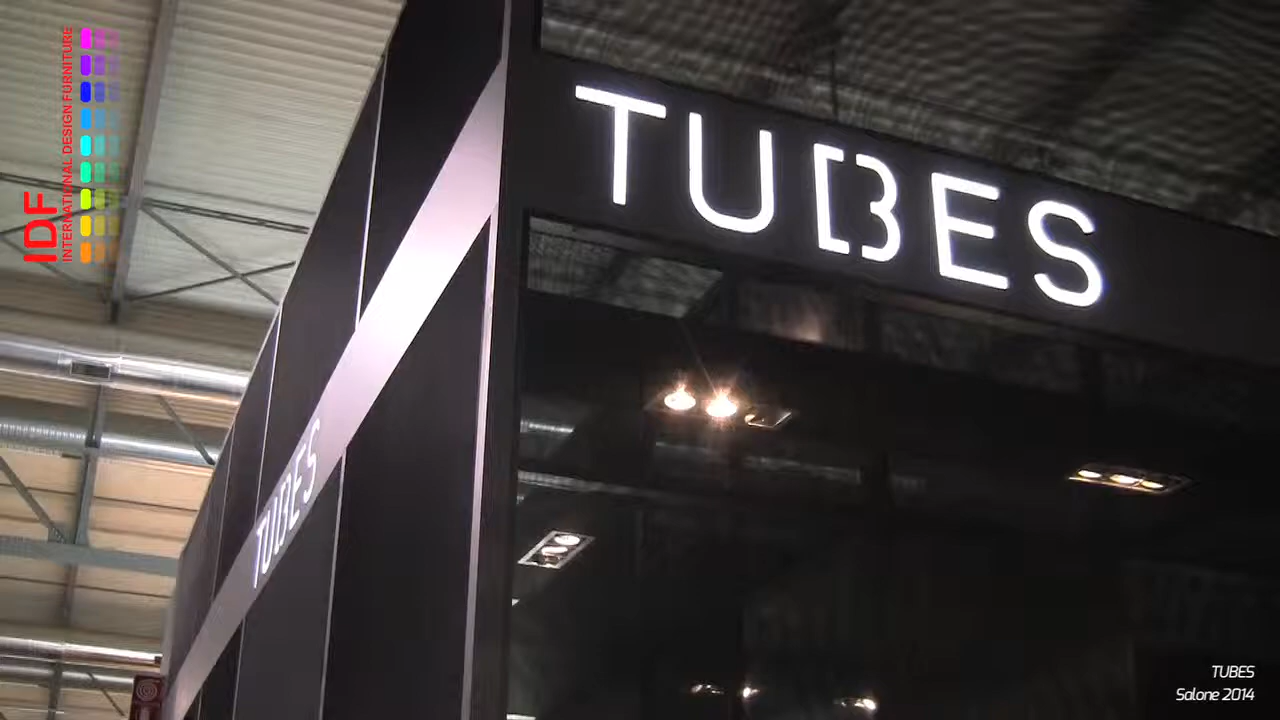 IDF
INTERNATIONAL DESIGN FURNITURE
TUBES
TUBES
TUBES
Salone 2014